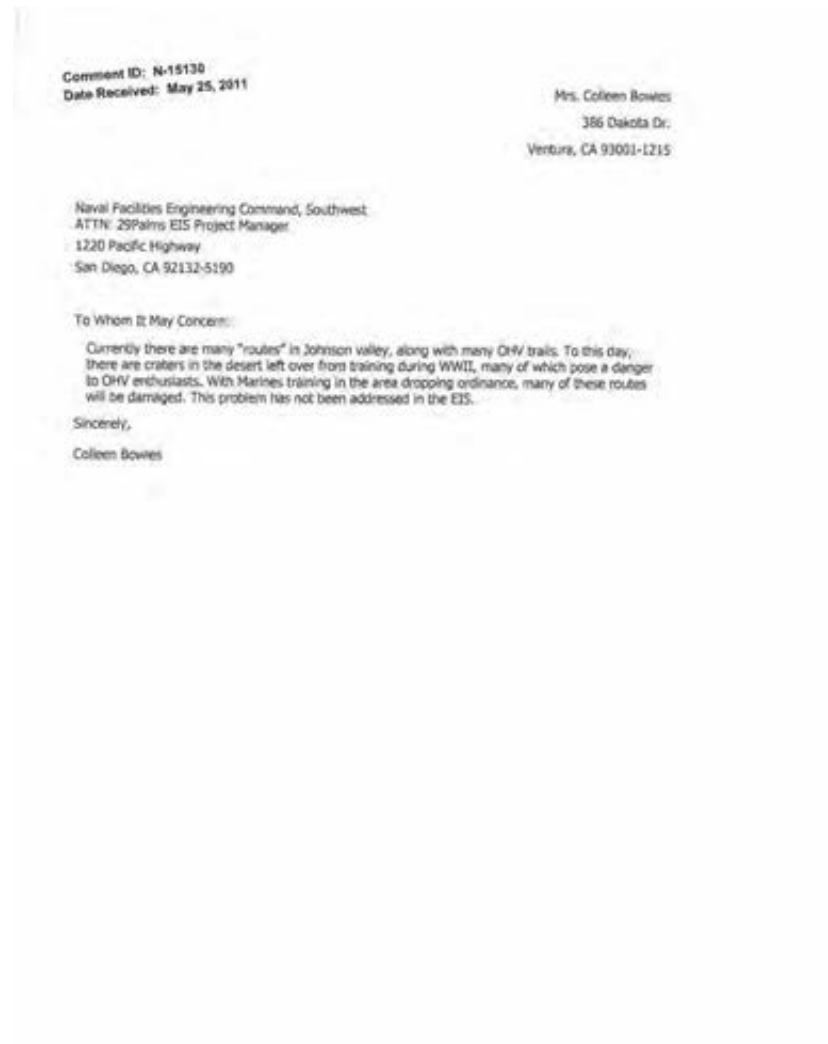 Comment ID: N-15130
Date Received: May 25, 2011
Mrs. Colleen Bowles
386 Dakota Dr.
Ventura, CA 93001-1215
Naval Facilities Engineering Command, Southwest
ATTN: 29Palms EIS Project Manager
1220 Pacific Highway
San Diego, CA 92132-5190
To Whom It May Concern:
Currently there are many "routes" in Johnson valley, along with many OHV trails. To this day,
there are craters in the desert left over from training during WWII, many of which pose a danger
to OHV enthusiasts. With Marines training in the area dropping ordinance, many of these routes
will be damaged. This problem has not been addressed in the EIS.
Sincerely,
Colleen Bowles